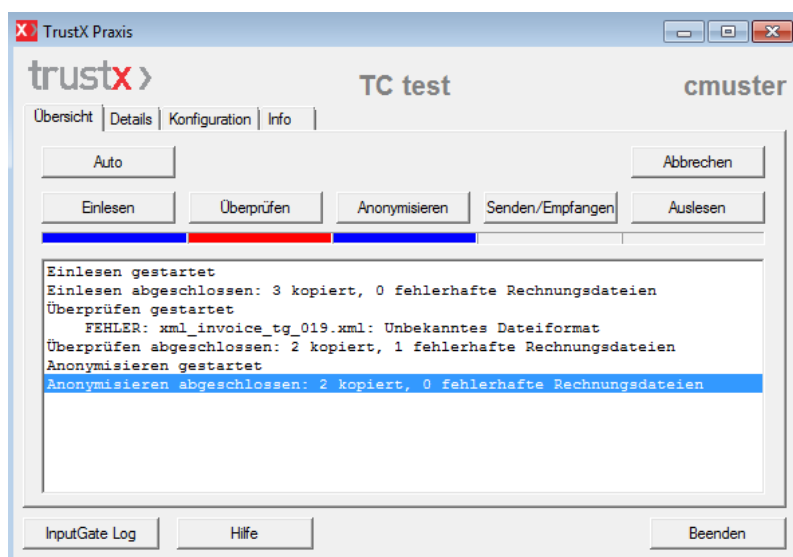 X TrustX Praxis
trustx
TC test
cmuster
Übersicht Details Konfiguration Info
Auto Abbrechen
Einlesen Überprüfen Anonymisieren Senden/Empfangen Auslesen
Einlesen gestartet
Einlesen abgeschlossen: 3 kopiert, 0 fehlerhafte Rechnungsdateien
Überprüfen gestartet
FEHLER: xml_invoice_tg_019.xml: Unbekanntes Dateiformat
Überprüfen abgeschlossen: 2 kopiert, 1 fehlerhafte Rechnungsdateien
Anonymisieren gestartet
Anonymisieren abgeschlossen: 2 kopiert, 0 fehlerhafte Rechnungsdateien
InputGate Log Hilfe Beenden